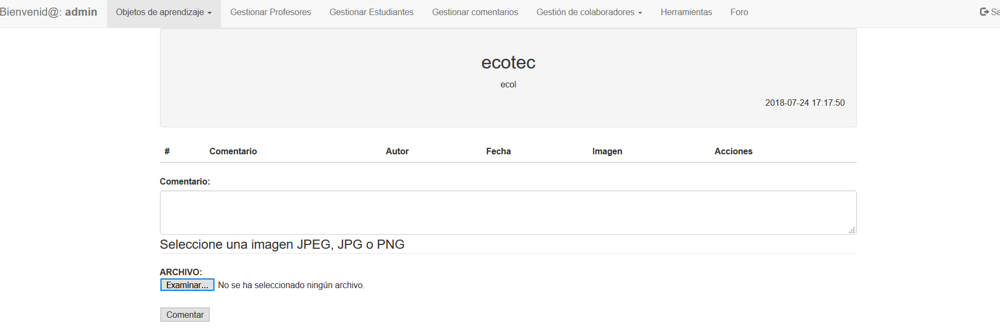 Bienvenid@: admin Objetos de aprendizaje Gestionar Profesores Gestionar Estudiantes Gestionar comentarios Gestión de colaboradores Herramientas Foro Sa
ecotec
ecol
2018-07-24 17:17:50
# Comentario Autor Fecha Imagen Acciones
Comentario:
Seleccione una imagen JPEG, JPG o PNG
ARCHIVO:
Examinar... No se ha seleccionado ningún archivo.
Comentar